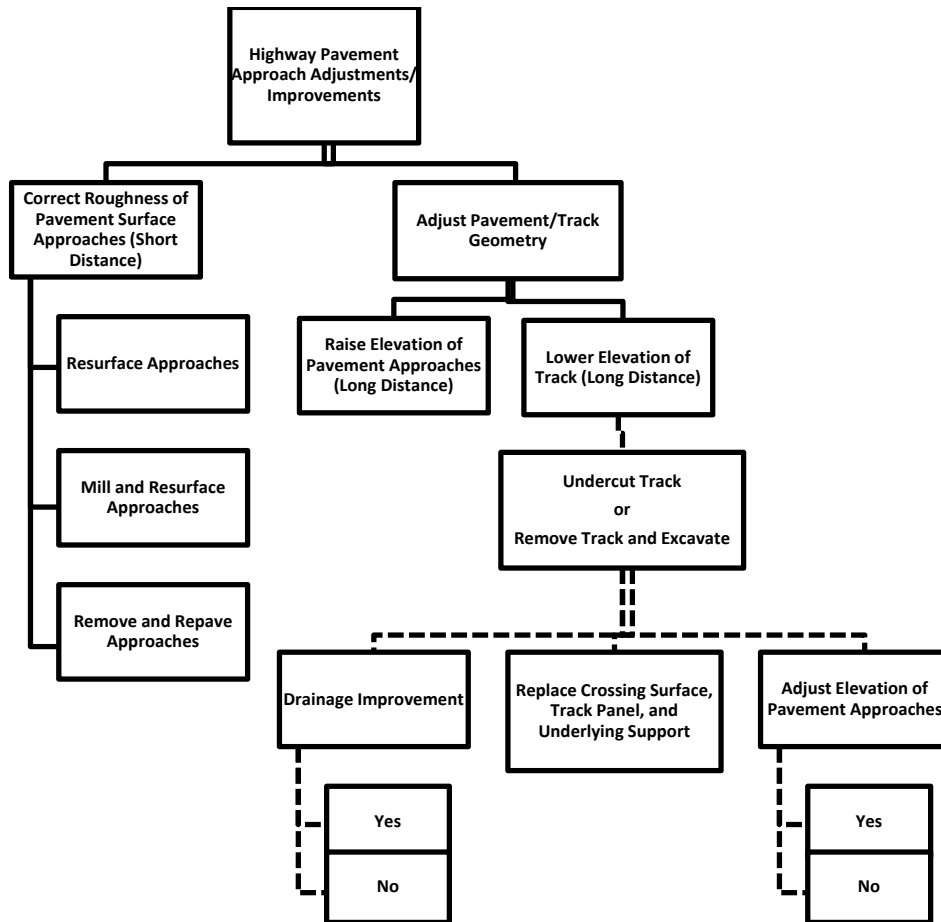 Highway Pavement
Approach Adjustments/
Improvements
Correct Roughness of
Pavement Surface
Approaches (Short
Distance)
Adjust Pavement/Track
Geometry
Resurface Approaches
Mill and Resurface
Approaches
Remove and Repave
Approaches
Raise Elevation of
Pavement Approaches
(Long Distance)
Lower Elevation of
Track (Long Distance)
Undercut Track
or
Remove Track and Excavate
Drainage Improvement
Yes
No
Replace Crossing Surface,
Track Panel, and
Underlying Support
Adjust Elevation of
Pavement Approaches
Yes
No